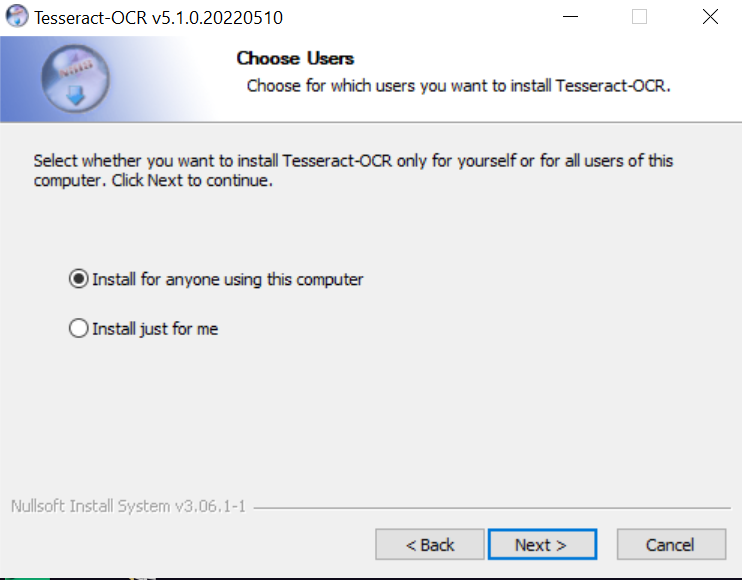 Tesseract-OCR v5.1.0.20220510
Choose Users
Choose for which users you want to install Tesseract-OCR.
Select whether you want to install Tesseract-OCR only for yourself or for all users of this
computer. Click Next to continue.
Install for anyone using this computer
Install just for me
Nullsoft Install System v3.06.1-1
< Back
Next >
Cancel